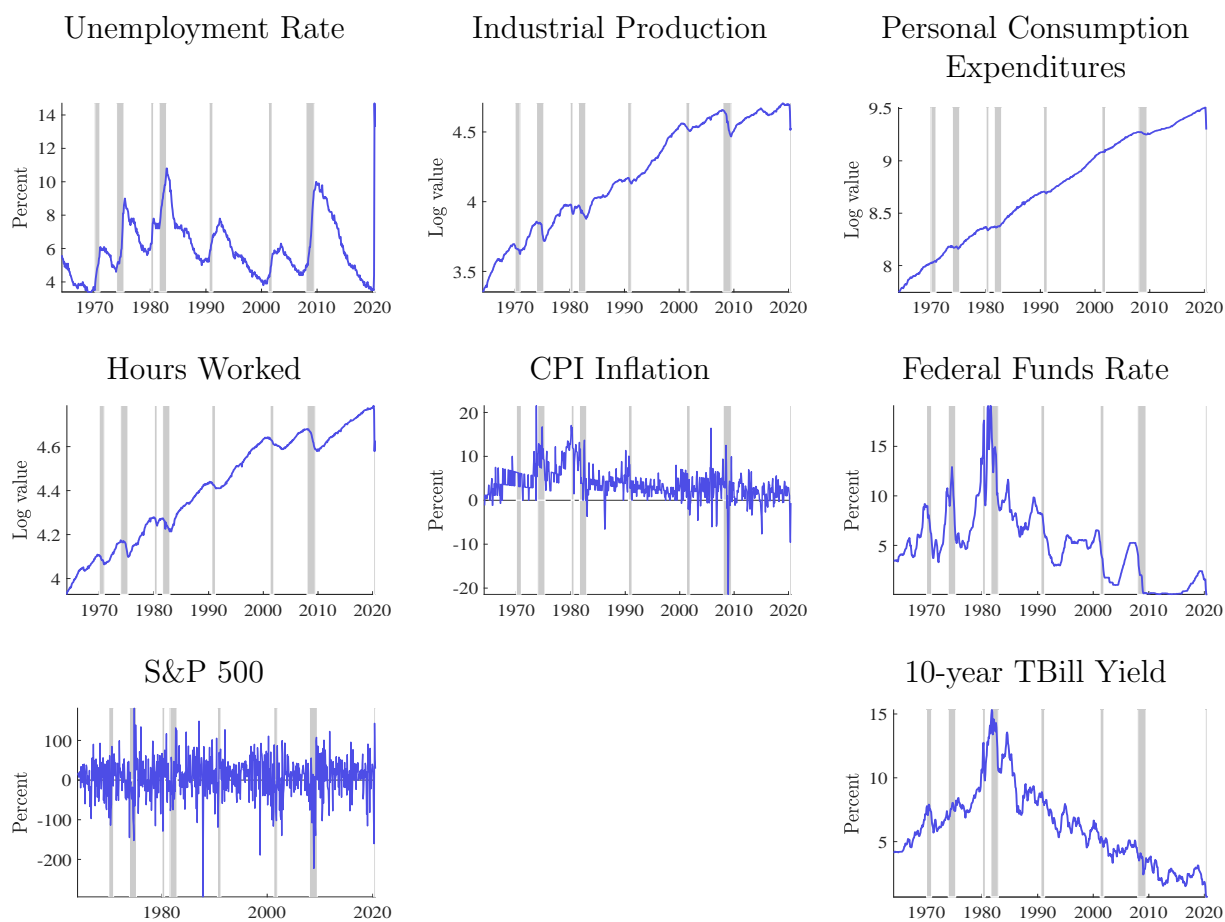 Unemployment Rate
Industrial Production
Personal Consumption
Expenditures
Percent
14
12
10
8
6
4
1970 1980 1990 2000 2010 2020
Log value
4.5
4
3.5
1970 1980 1990 2000 2010 2020
Log value
9.5
9
8.5
8
1970 1980 1990 2000 2010 2020
Hours Worked
CPI Inflation
Federal Funds Rate
Log value
4.6
4.4
4.2
4
1970 1980 1990 2000 2010 2020
Percent
20
10
0
-10
-20
1970 1980 1990 2000 2010 2020
Percent
15
10
5
1970 1980 1990 2000 2010 2020
S&P 500
10-year TBill Yield
Percent
100
0
-100
-200
1980 2000 2020
Percent
15
10
5
1970 1980 1990 2000 2010 2020